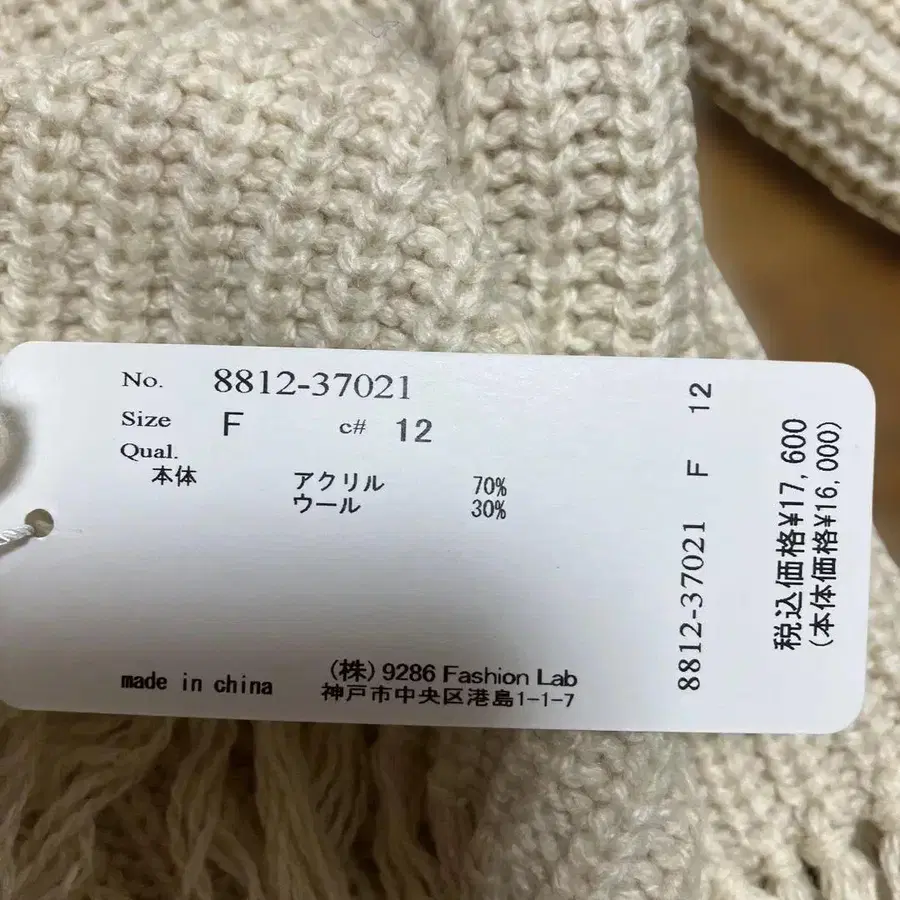 No. 8812-37021
Size F c# 12
Qual.
本体 アクリル 70%
ウール 30%
made in china
(株) 9286 Fashion Lab
神戸市中央区港島1-1-7
8812-37021 F 12
税込価格¥17,600
(本体価格¥16,000)